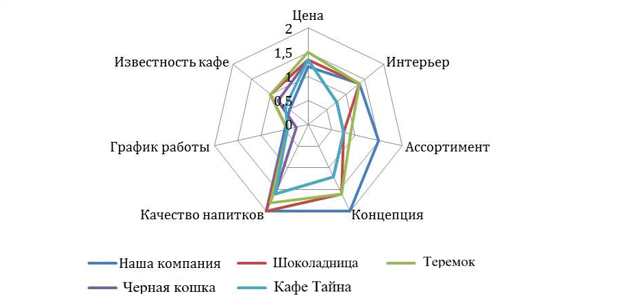 Цена
2
1,5
1
0,5
0
Известность кафе
Интерьер
График работы
Ассортимент
Качество напитков
Концепция
Наша компания
Шоколадница
Теремок
Черная кошка
Кафе Тайна